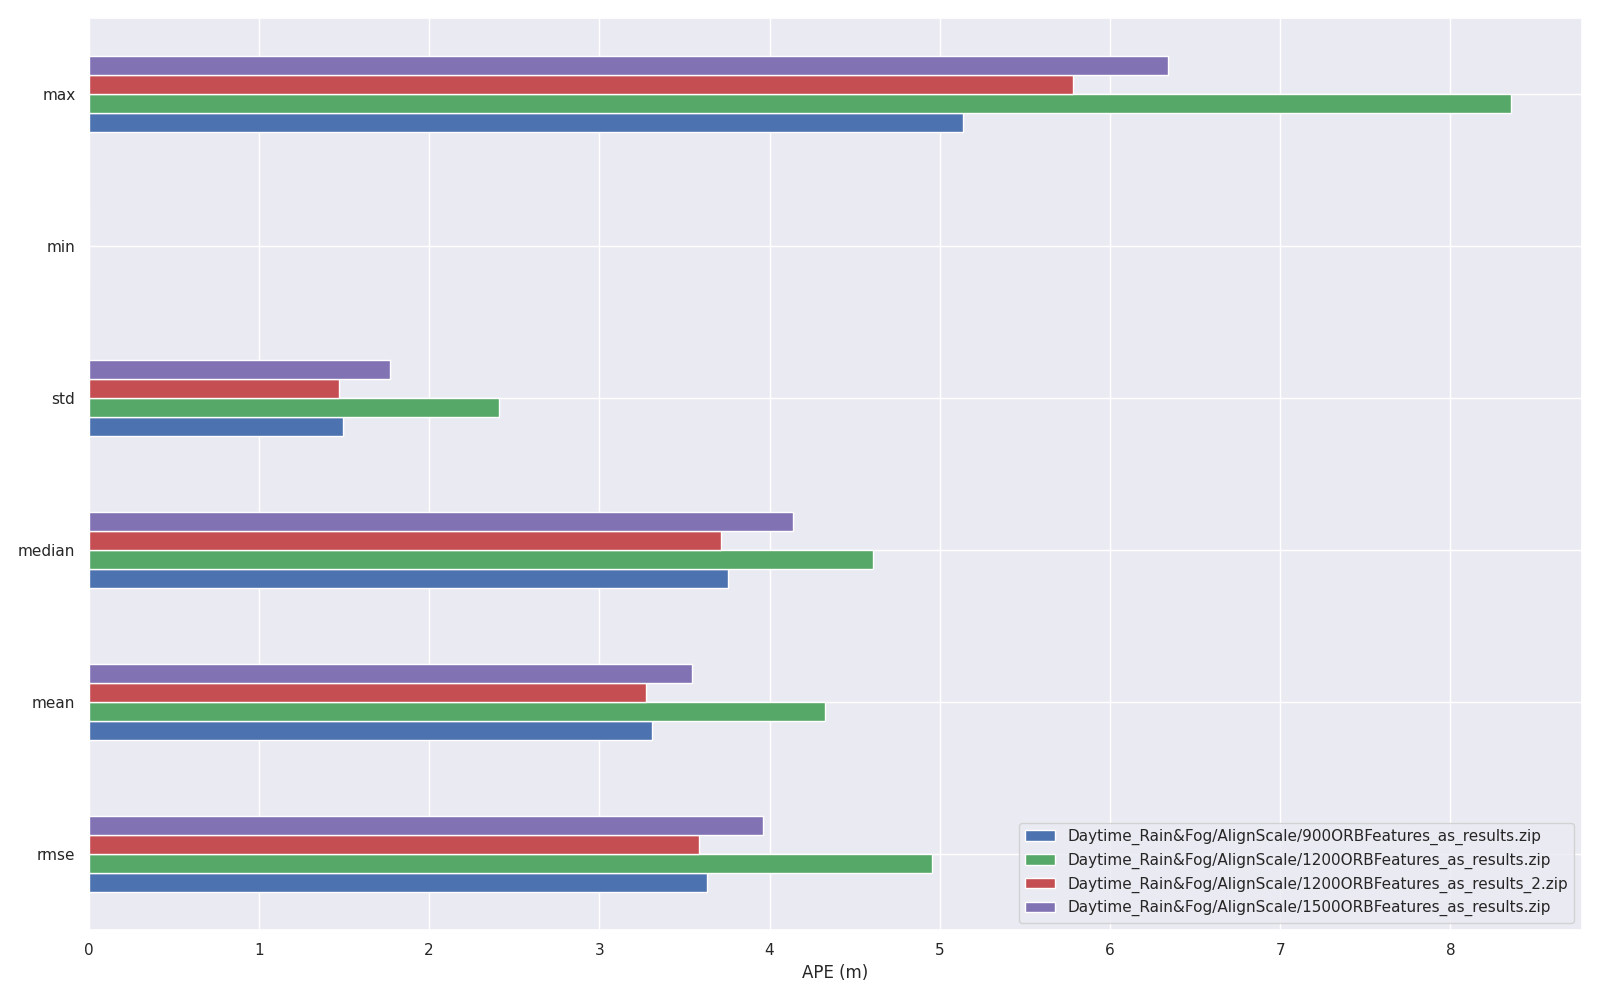 max
min
std
median
mean
rmse
Daytime_Rain&Fog/AlignScale/900ORBFeatures_as_results.zip
Daytime_Rain&Fog/AlignScale/1200ORBFeatures_as_results.zip
Daytime_Rain&Fog/AlignScale/1200ORBFeatures_as_results_2.zip
Daytime_Rain&Fog/AlignScale/1500ORBFeatures_as_results.zip
0 1 2 3 4 5 6 7 8
APE (m)